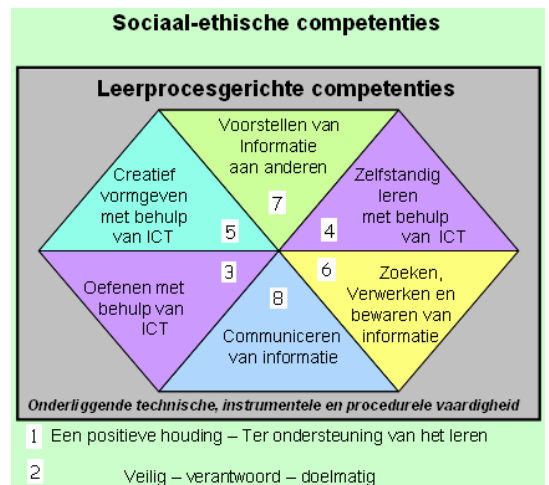 Sociaal-ethische competenties
Leerprocesgerichte competenties
Voorstellen van
Informatie
aan anderen
7
Creatief
vormgeven
met behulp
van ICT
5
Zelfstandig
leren
met behulp
van ICT
4
3
Oefenen met
behulp van
ICT
8
Communiceren
van informatie
6
Zoeken,
Verwerken en
bewaren van
informatie
Onderliggende technische, instrumentele en procedurele vaardigheid
1 Een positieve houding – Ter ondersteuning van het leren
2 Veilig – verantwoord – doelmatig